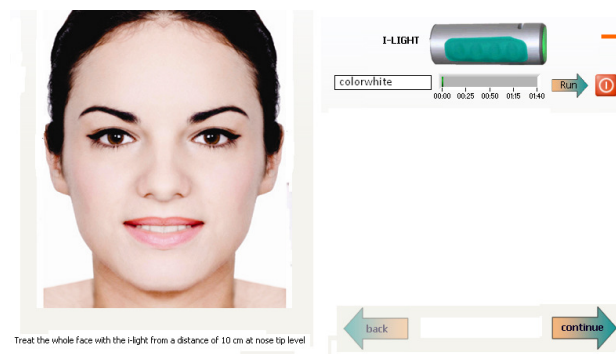 I-LIGHT
colorwhite
Run
00:00 00:25 00:50 01:15 01:40
back
continue
Treat the whole face with the i-light from a distance of 10 cm at nose tip level